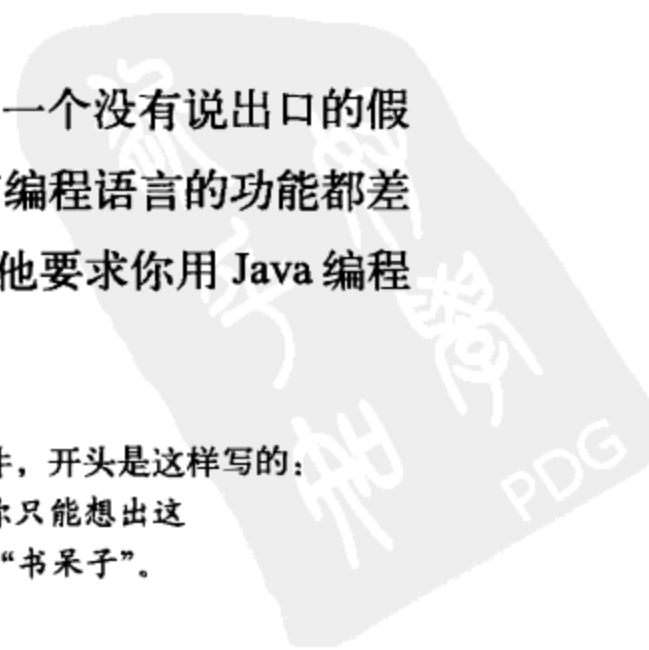 一个没有说出口的假
编程语言的功能都差
他要求你用 Java 编程
，开头是这样写的：
只能想出这
“书呆子”。
PDG